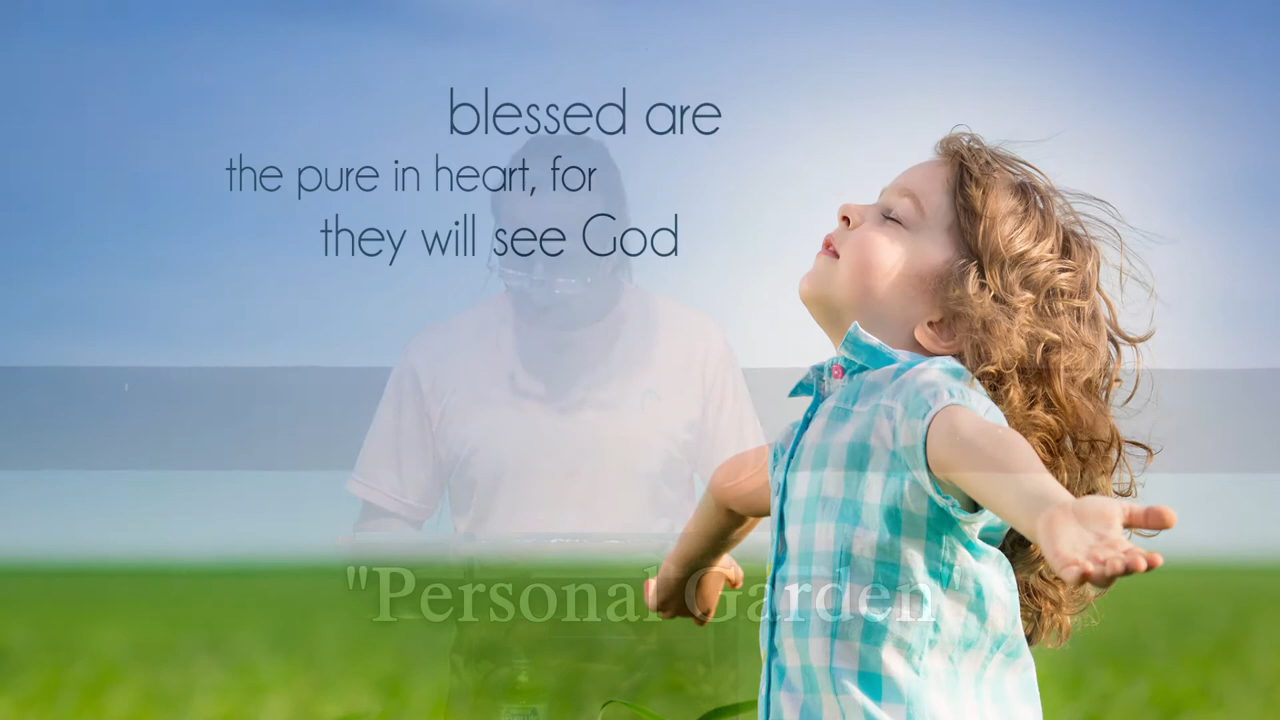 blessed are
the pure in heart, for
they will see God
"Personal Garden"